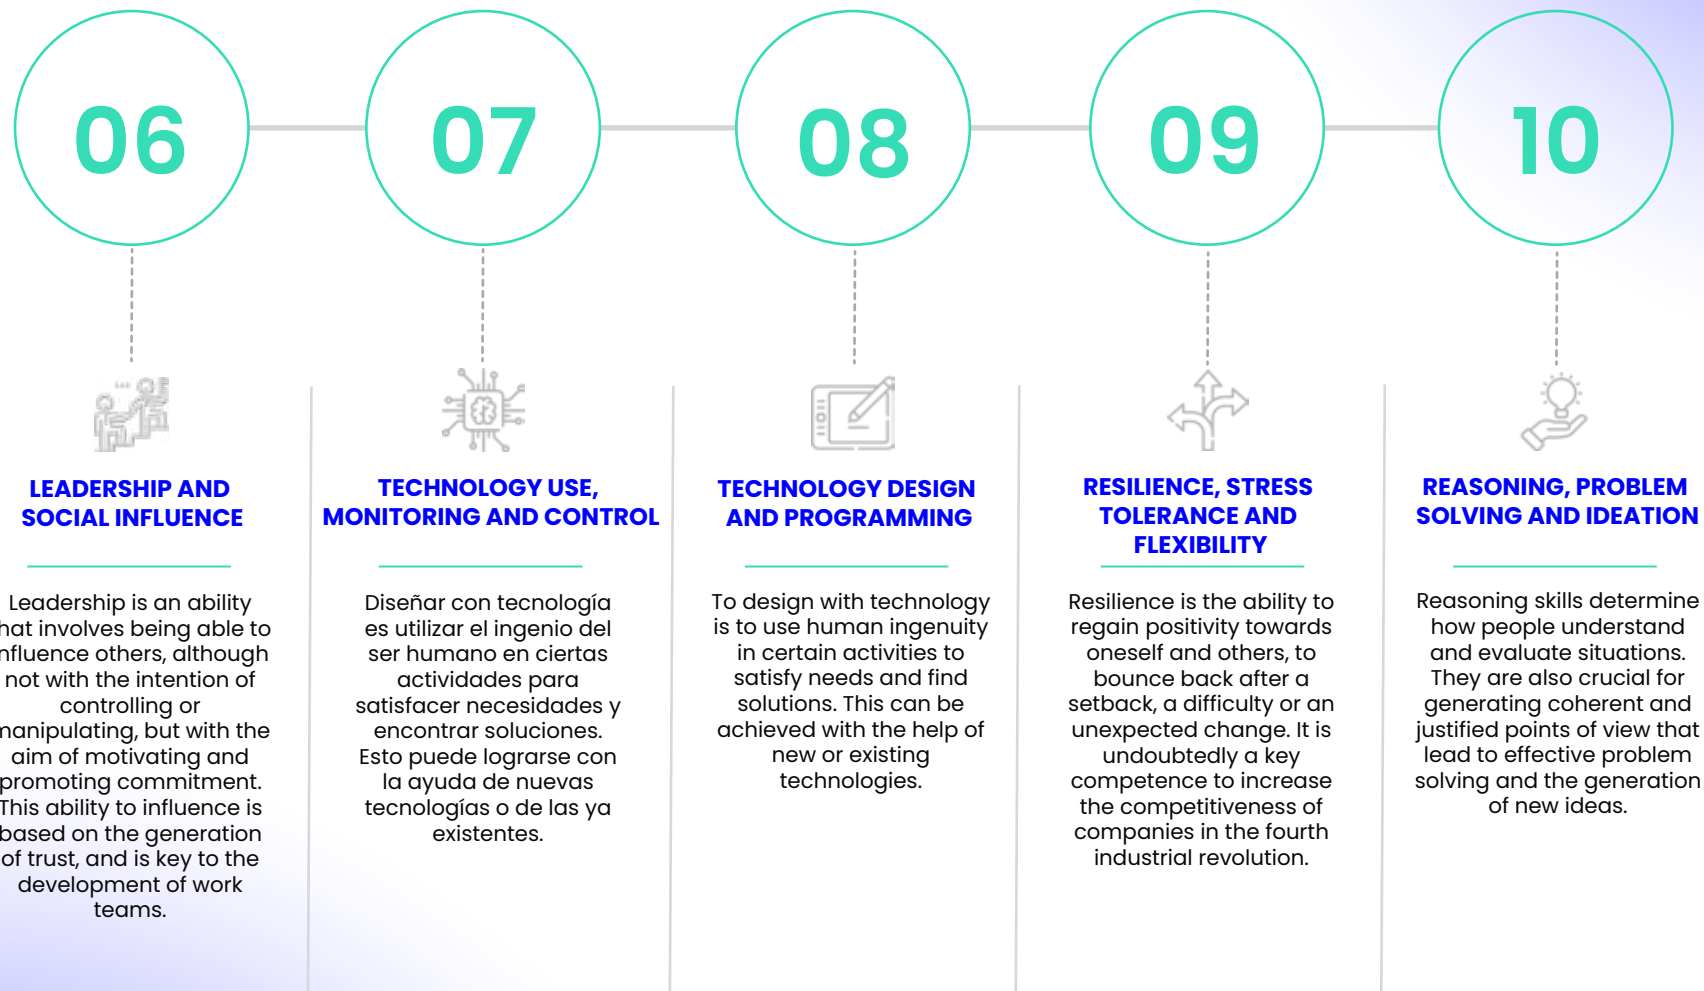 06
07
08
09
10
LEADERSHIP AND
SOCIAL INFLUENCE
Leadership is an ability
hat involves being able to
nfluence others, although
not with the intention of
controlling or
manipulating, but with the
aim of motivating and
promoting commitment.
This ability to influence is
based on the generation
of trust, and is key to the
development of work
teams.
TECHNOLOGY USE,
MONITORING AND CONTROL
Diseñar con tecnología
es utilizar el ingenio del
ser humano en ciertas
actividades para
satisfacer necesidades y
encontrar soluciones.
Esto puede lograrse con
la ayuda de nuevas
tecnologías o de las ya
existentes.
TECHNOLOGY DESIGN
AND PROGRAMMING
To design with technology
is to use human ingenuity
in certain activities to
satisfy needs and find
solutions. This can be
achieved with the help of
new or existing
technologies.
RESILIENCE, STRESS
TOLERANCE AND
FLEXIBILITY
Resilience is the ability to
regain positivity towards
oneself and others, to
bounce back after a
setback, a difficulty or an
unexpected change. It is
undoubtedly a key
competence to increase
the competitiveness of
companies in the fourth
industrial revolution.
REASONING, PROBLEM
SOLVING AND IDEATION
Reasoning skills determine
how people understand
and evaluate situations.
They are also crucial for
generating coherent and
justified points of view that
lead to effective problem
solving and the generation
of new ideas.